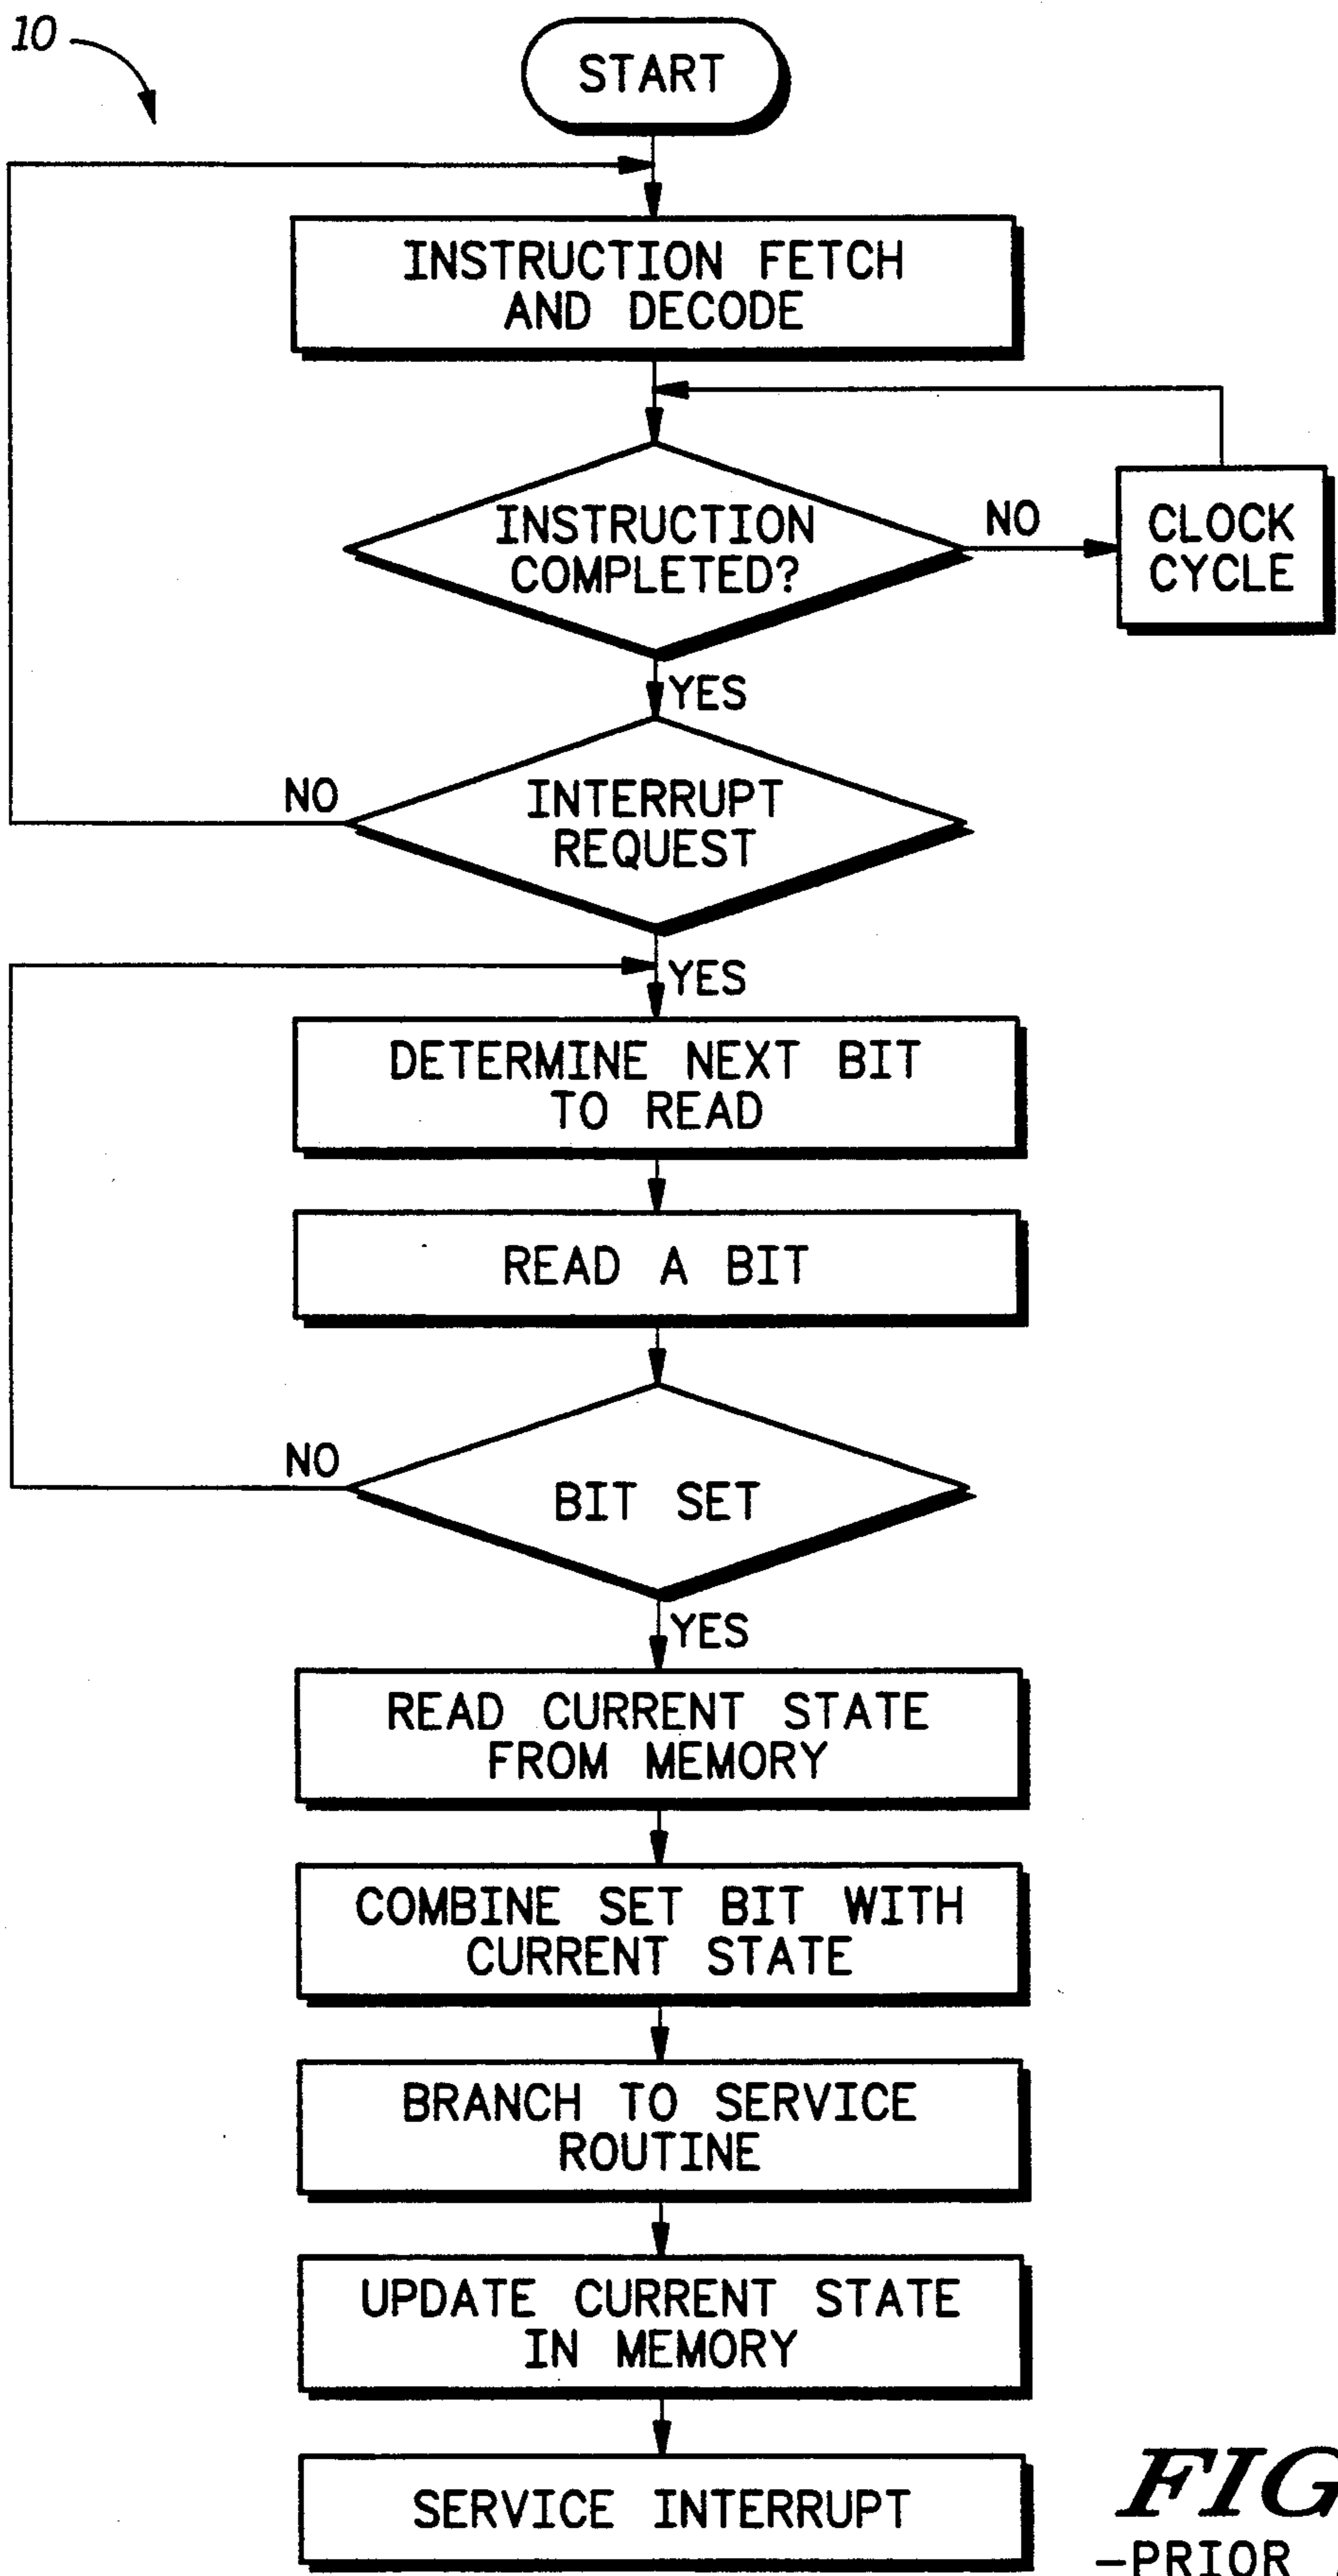 10
START
INSTRUCTION FETCH
AND DECODE
INSTRUCTION
COMPLETED?
NO
CLOCK
CYCLE
YES
INTERRUPT
REQUEST
NO
YES
DETERMINE NEXT BIT
TO READ
READ A BIT
BIT SET
NO
YES
READ CURRENT STATE
FROM MEMORY
COMBINE SET BIT WITH
CURRENT STATE
BRANCH TO SERVICE
ROUTINE
UPDATE CURRENT STATE
IN MEMORY
SERVICE INTERRUPT
FIG
-PRIOR